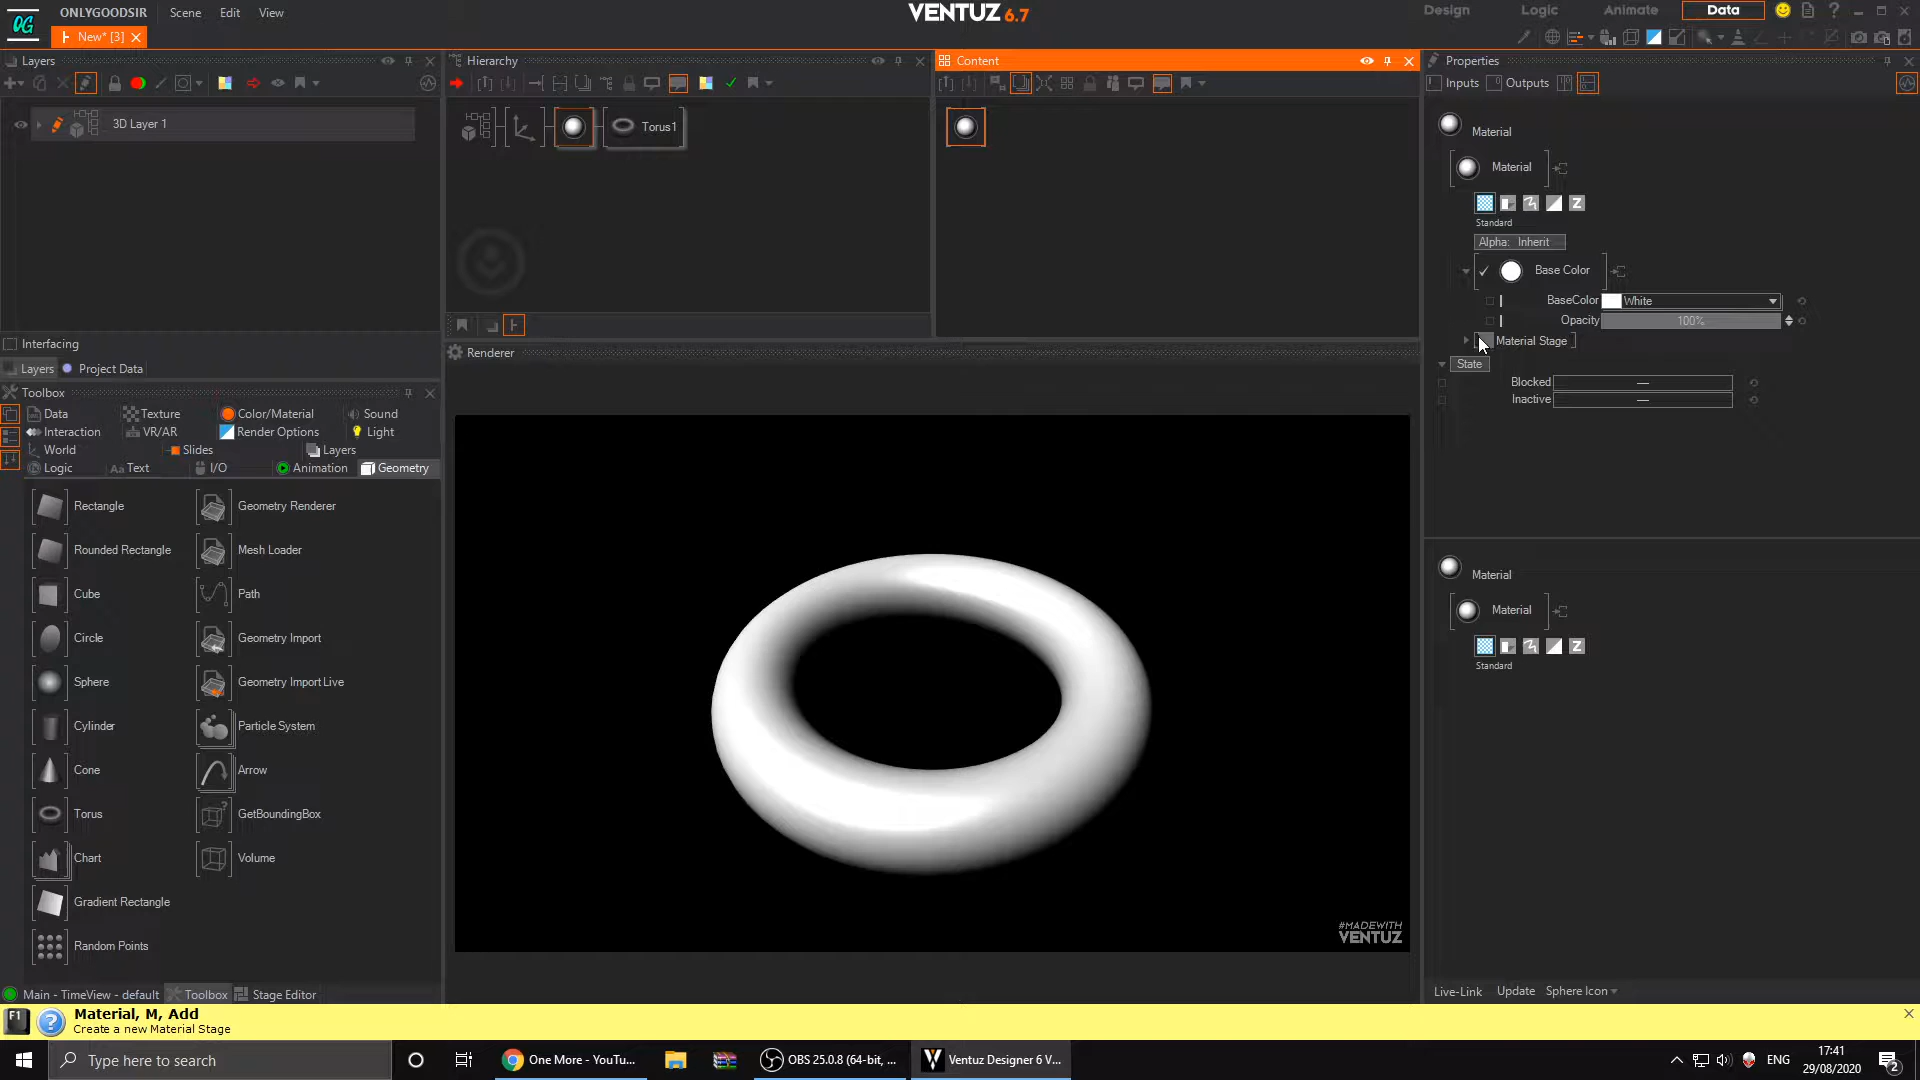 ONLYGOODSIR
Scene
Edit
View
VENTUZ 6.7
Design
Logic
Animate
Data
New* [3]
Layers
Hierarchy
Content
Properties
Inputs
Outputs
3D Layer 1
Torus1
Material
Material
Standard
Alpha: Inherit
Base Color
BaseColor
White
Opacity
100%
Material Stage
State
Blocked
Inactive
Interfacing
Layers
Project Data
Renderer
Toolbox
Data
Texture
Color/Material
Sound
Interaction
VR/AR
Render Options
Light
World
Slides
Layers
Logic
Text
I/O
Animation
Geometry
Rectangle
Geometry Renderer
Rounded Rectangle
Mesh Loader
Cube
Path
Circle
Geometry Import
Sphere
Geometry Import Live
Cylinder
Particle System
Cone
Arrow
Torus
GetBoundingBox
Chart
Volume
Gradient Rectangle
Random Points
Material
Material
Standard
#MADEWITH
VENTUZ
Main - TimeView - default
Toolbox
Stage Editor
Live-Link
Update
Sphere Icon
F1
Material, M, Add
Create a new Material Stage
Type here to search
One More - YouTu...
OBS 25.0.8 (64-bit, ...
Ventuz Designer 6 V...
ENG
17:41
29/08/2020
2